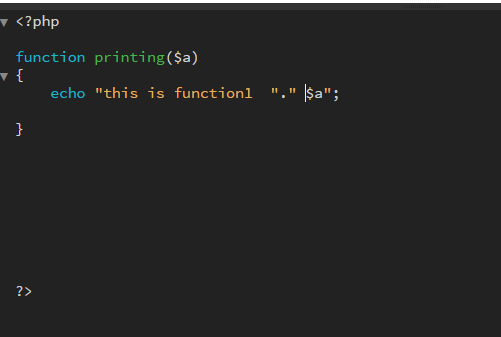 <?php
function printing($a)
{
    echo "this is function1  "." $a";
}
?>